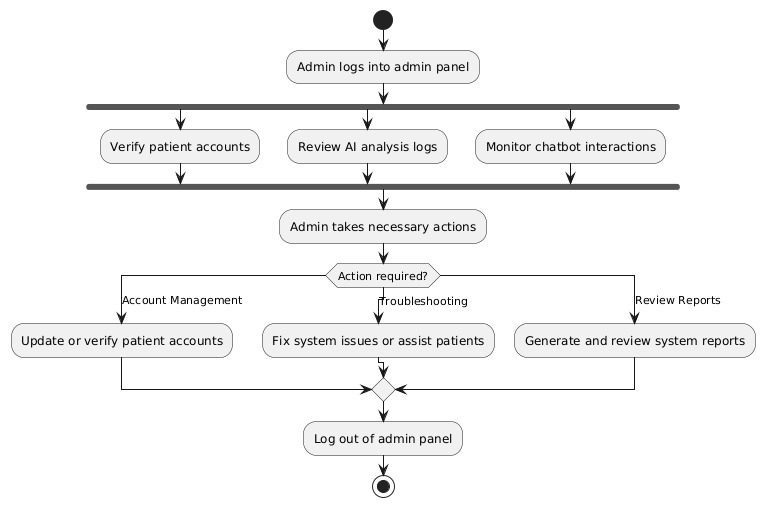 Admin logs into admin panel
Verify patient accounts
Review AI analysis logs
Monitor chatbot interactions
Admin takes necessary actions
Action required?
Account Management
Troubleshooting
Review Reports
Update or verify patient accounts
Fix system issues or assist patients
Generate and review system reports
Log out of admin panel